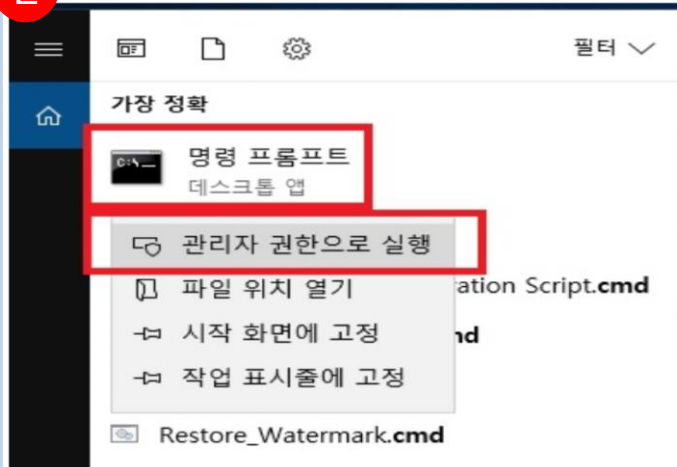 필터
가장 정확
C:\_
명령 프롬프트
데스크톱 앱
관리자 권한으로 실행
파일 위치 열기
ation Script.cmd
시작 화면에 고정
작업 표시줄에 고정
Restore_Watermark.cmd